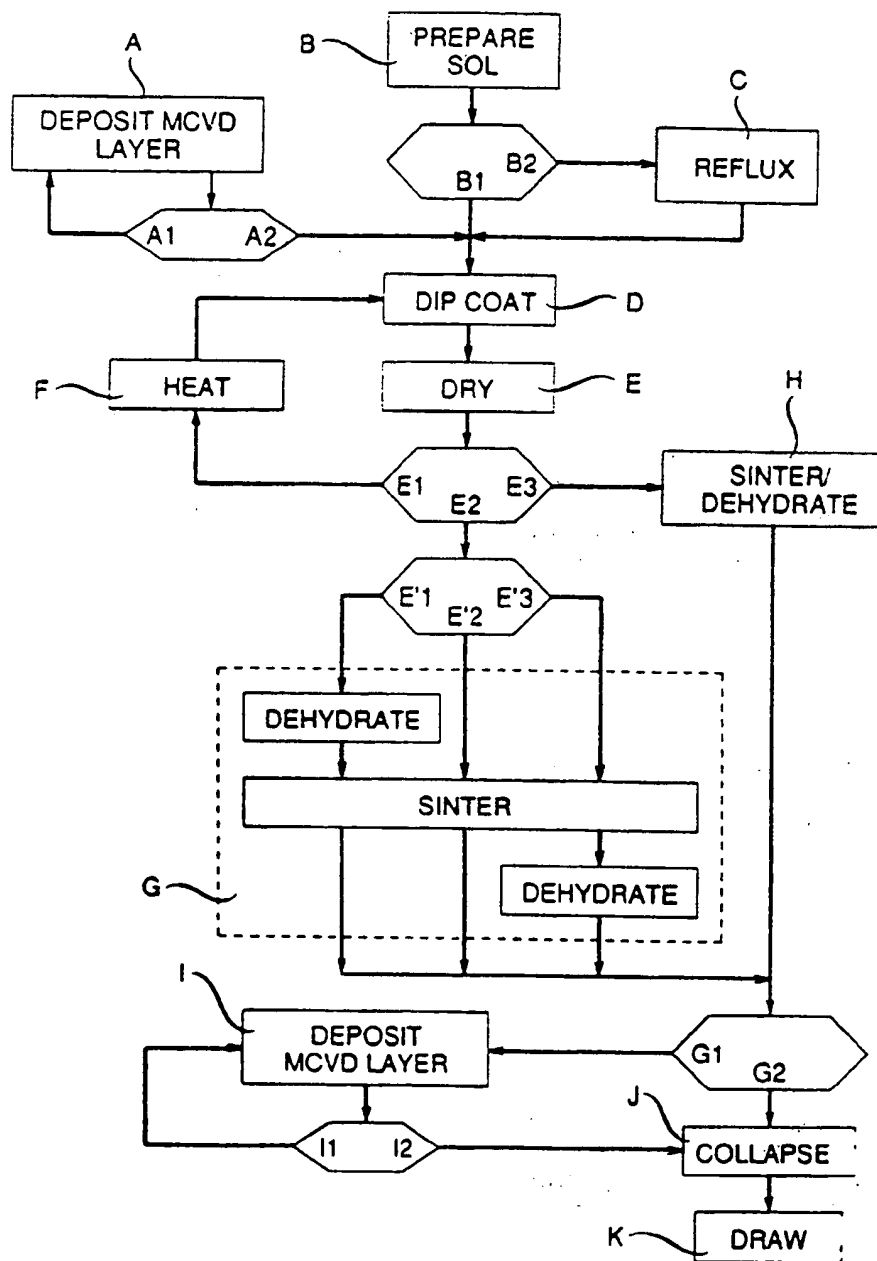 A
B
PREPARE
SOL
C
DEPOSIT MCVD
LAYER
B2
B1
REFLUX
A1
A2
DIP COAT
D
F
HEAT
DRY
E
H
E1
E3
E2
SINTER/
DEHYDRATE
E'1
E'3
E'2
DEHYDRATE
SINTER
G
DEHYDRATE
I
DEPOSIT
MCVD LAYER
G1
G2
J
I1
I2
COLLAPSE
K
DRAW